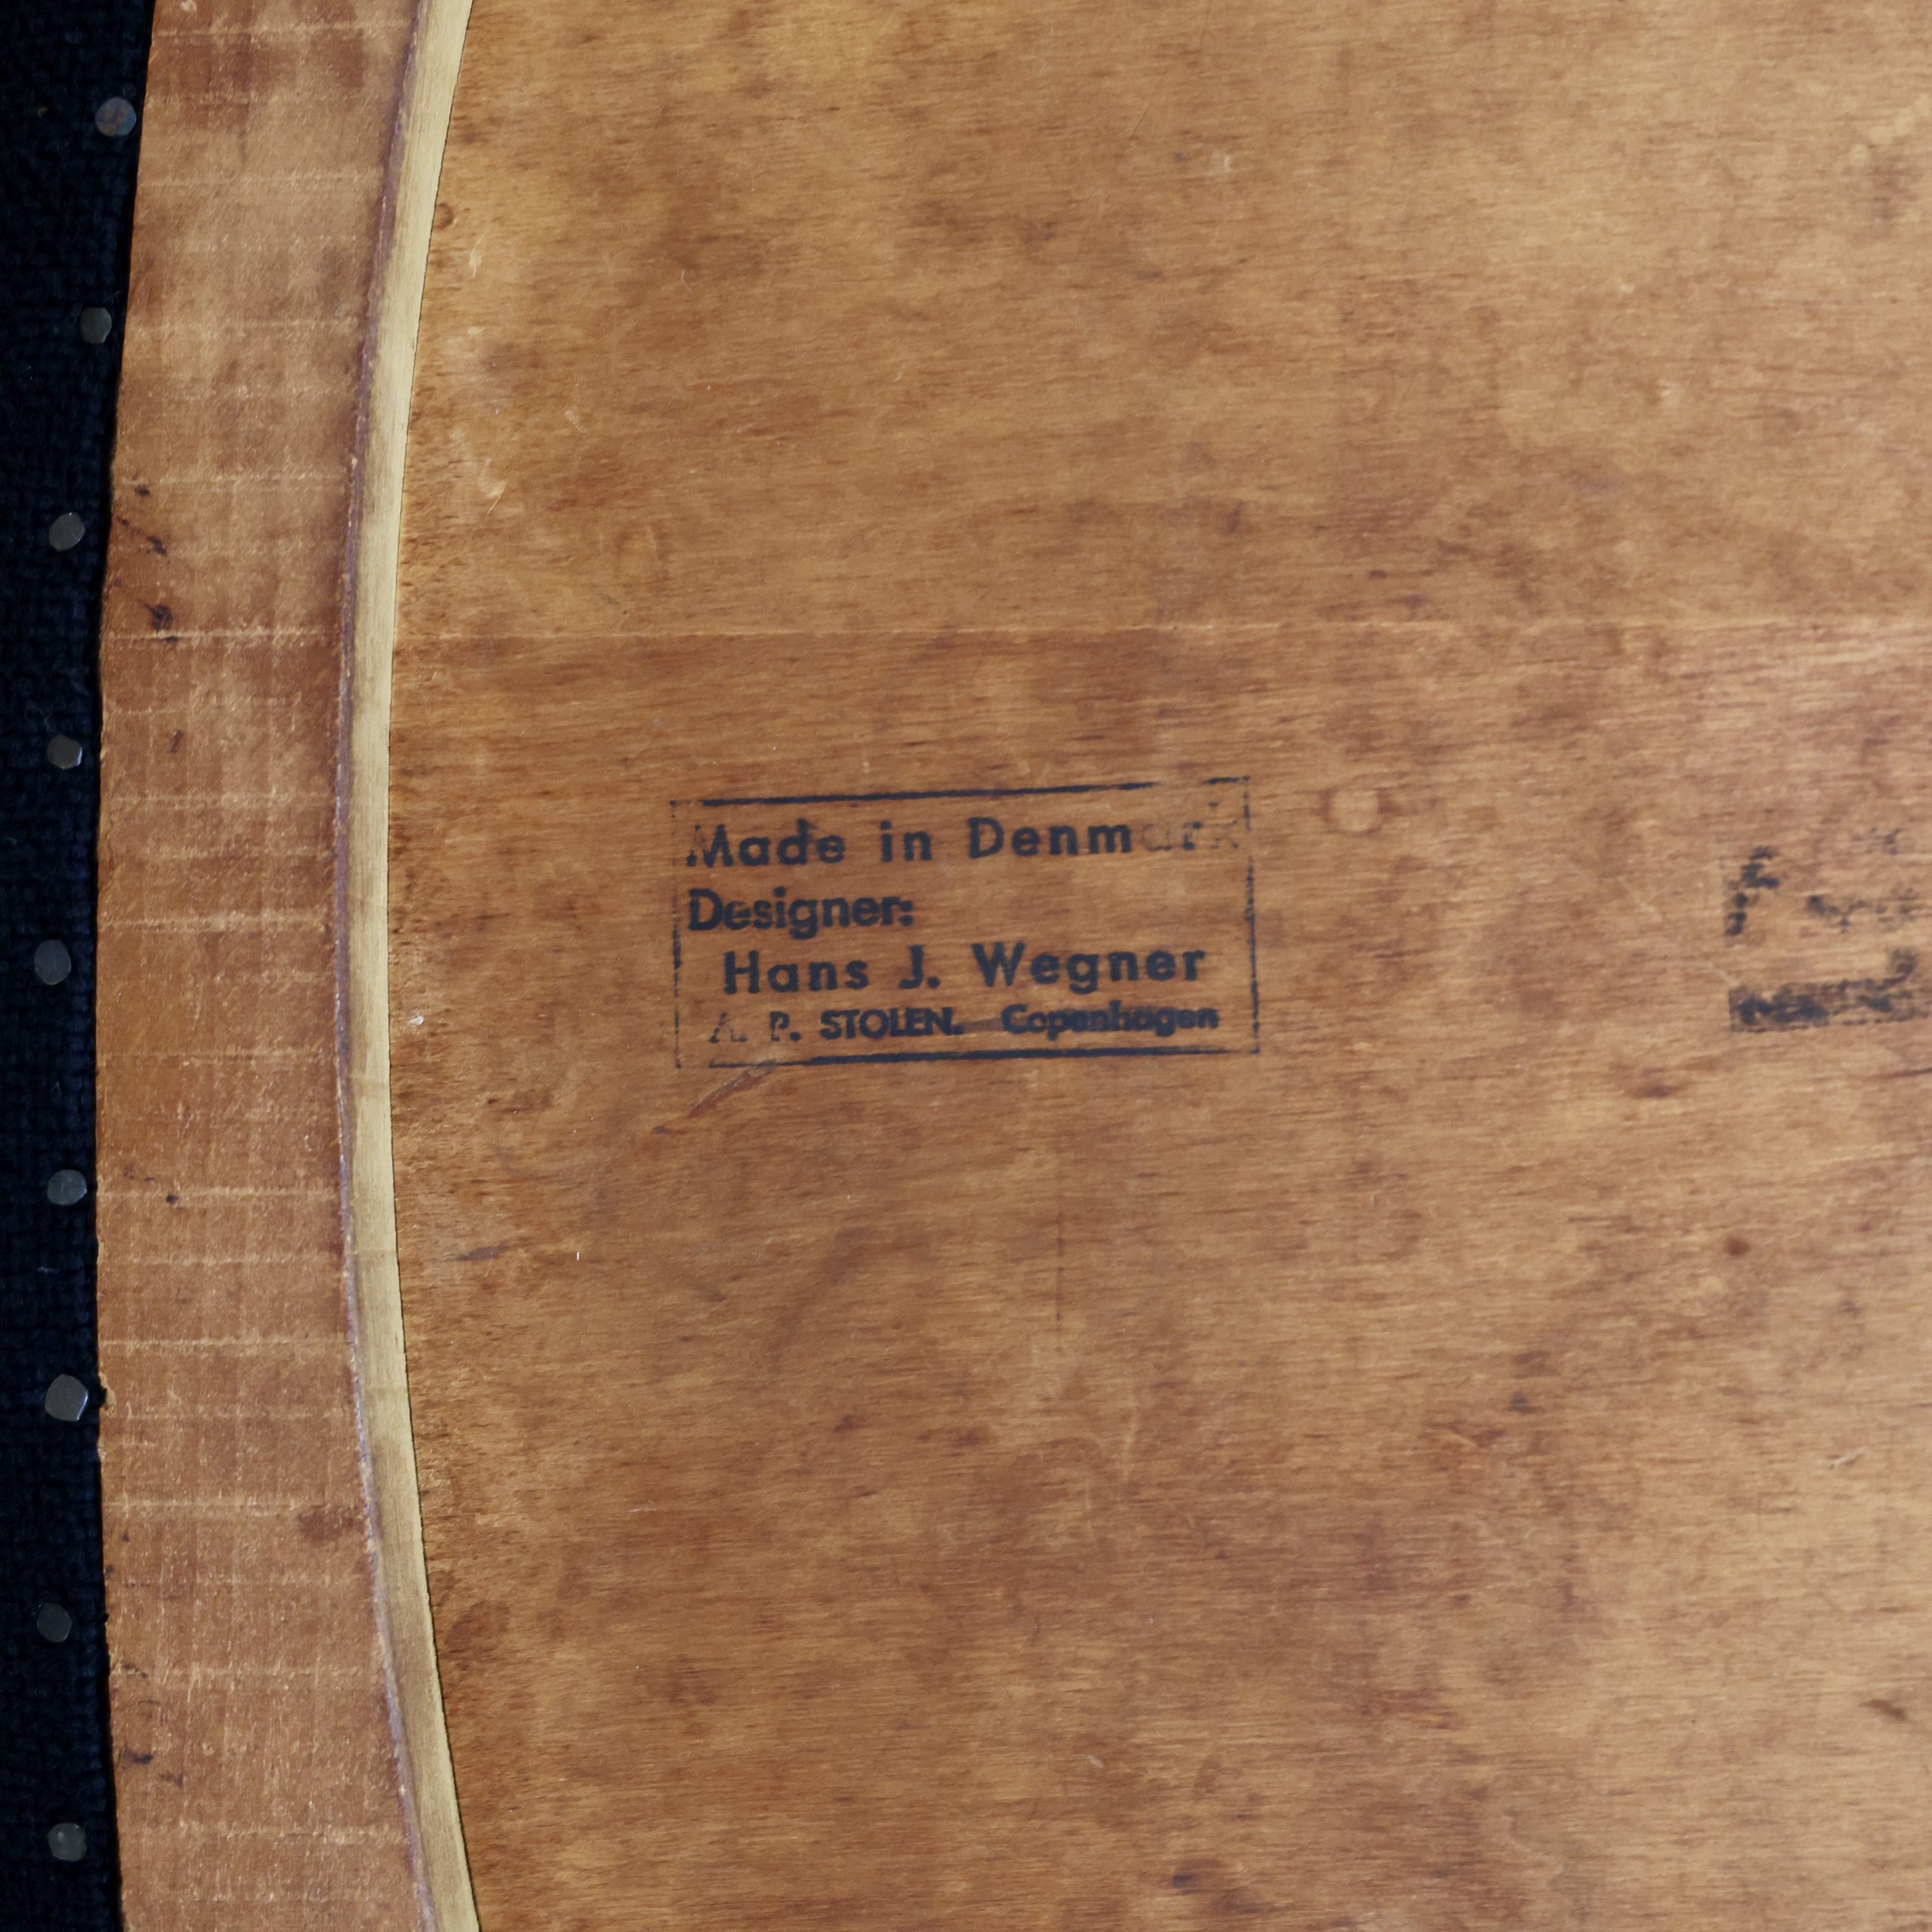 Made in Denmark
Designer:
Hans J. Wegner
A. P. STOLEN. Copenhagen